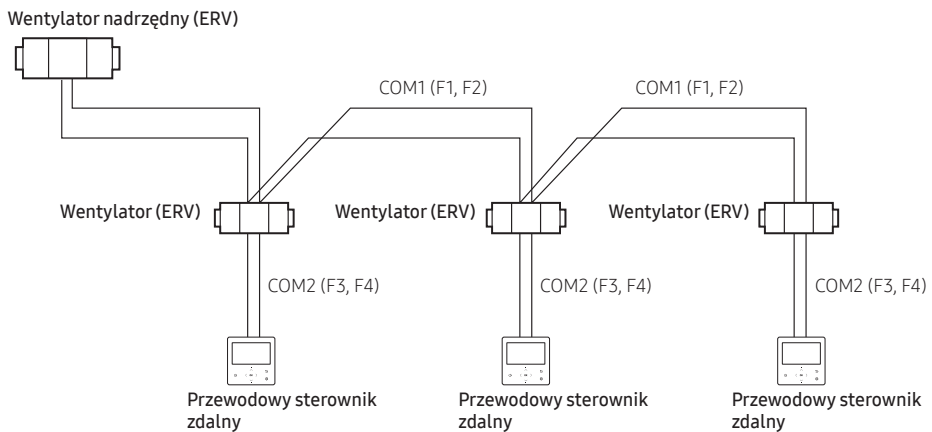 Wentylator nadrzędny (ERV)
COM1 (F1, F2)
COM1 (F1, F2)
Wentylator (ERV)
Wentylator (ERV)
Wentylator (ERV)
COM2 (F3, F4)
COM2 (F3, F4)
COM2 (F3, F4)
Przewodowy sterownik
zdalny
Przewodowy sterownik
zdalny
Przewodowy sterownik
zdalny